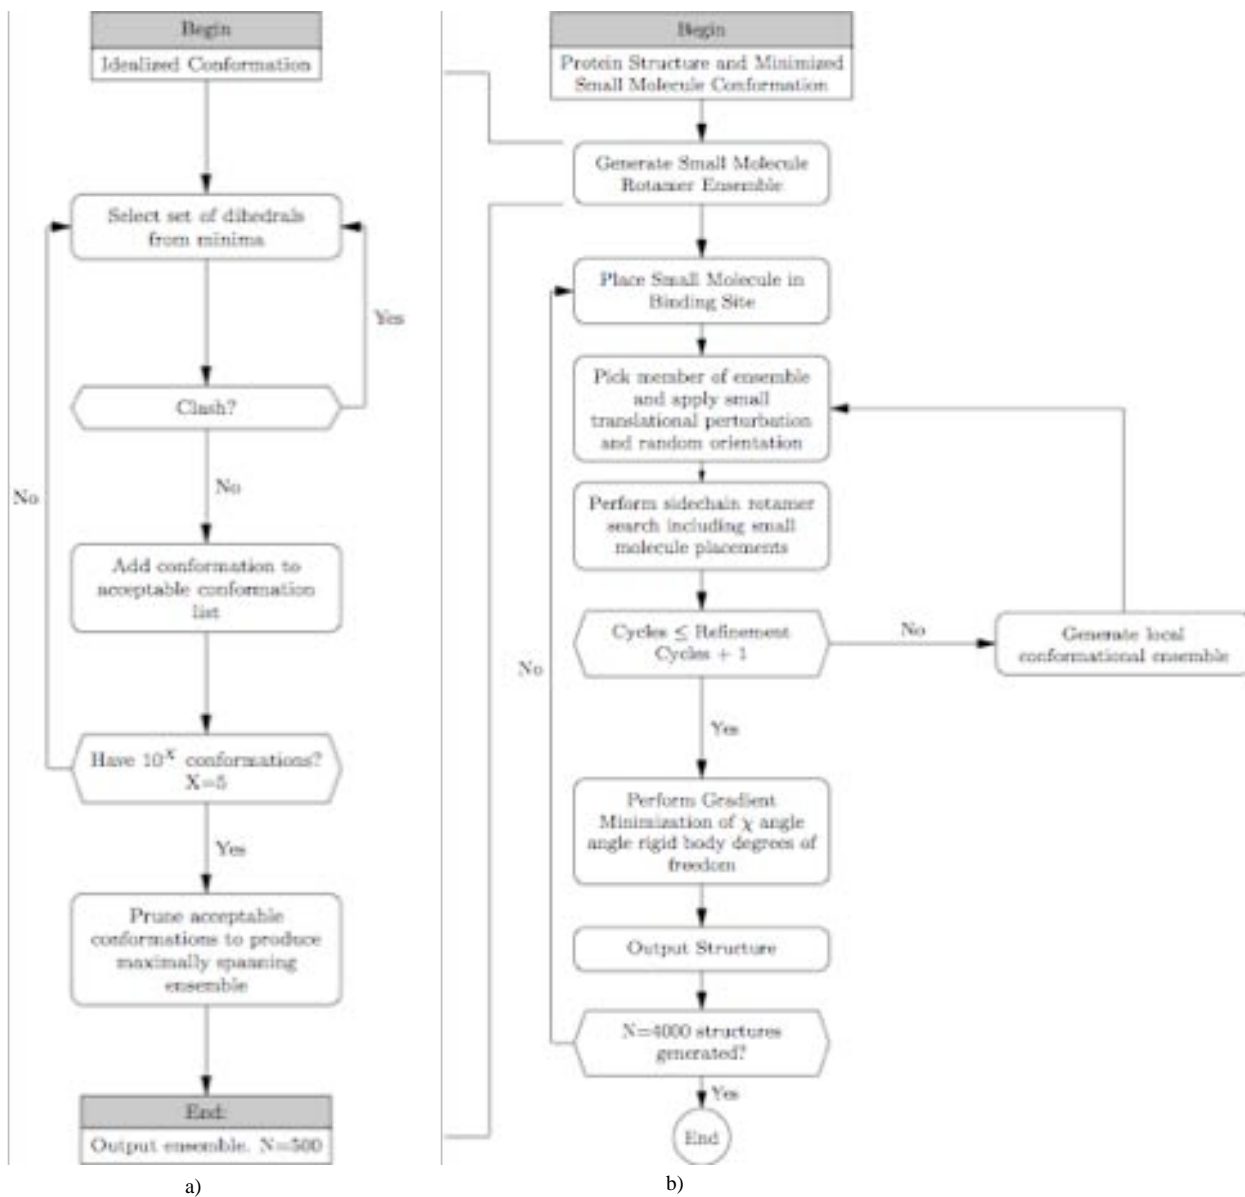 Begin
Idealized Conformation
Select set of dihedrals
from minima
Yes
Clash?
No
No
Add conformation to
acceptable conformation
list
Have 10^X conformations?
X=5
Yes
Prune acceptable
conformations to produce
maximally spanning
ensemble
End:
Output ensemble. N=500
a)
Begin
Protein Structure and Minimized
Small Molecule Conformation
Generate Small Molecule
Rotamer Ensemble
Place Small Molecule in
Binding Site
Pick member of ensemble
and apply small
translational perturbation
and random orientation
Perform sidechain rotamer
search including small
molecule placements
Cycles ≤ Refinement
Cycles + 1
No
Generate local
conformational ensemble
No
Yes
Perform Gradient
Minimization of χ angle
angle rigid body degrees of
freedom
Output Structure
N=4000 structures
generated?
Yes
End
b)